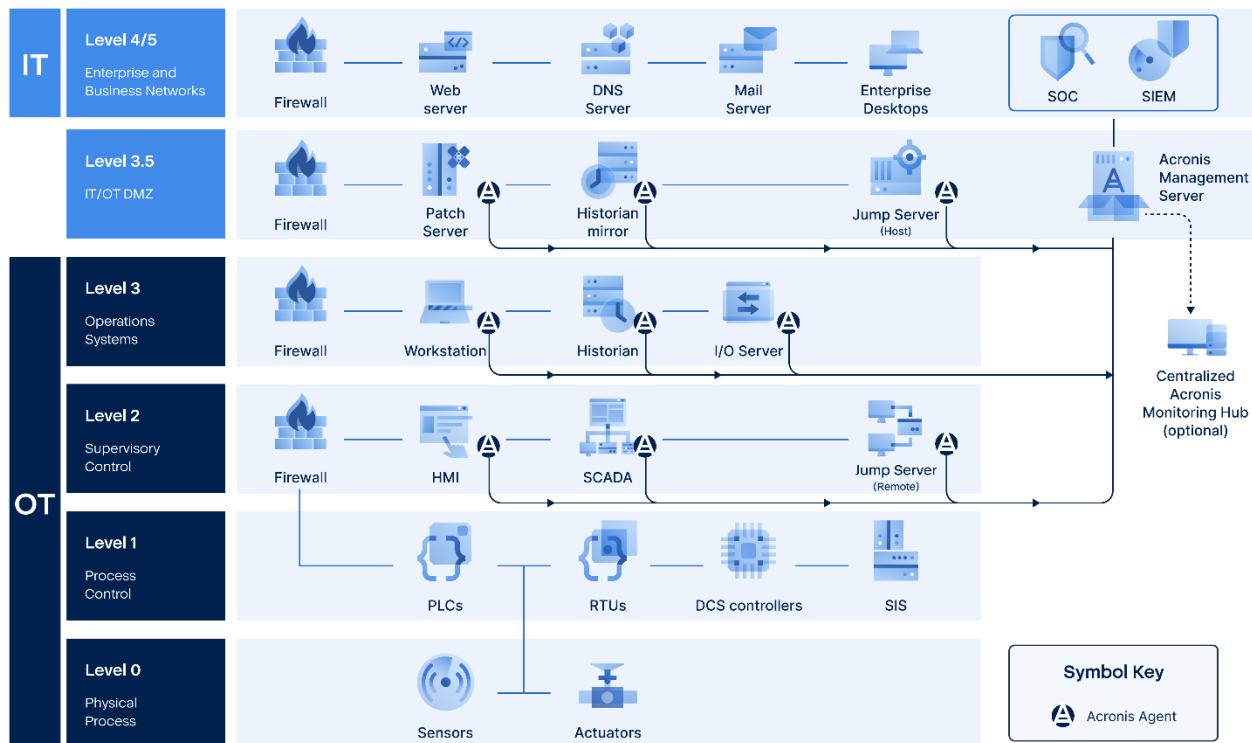 IT
Level 4/5
Enterprise and
Business Networks
Firewall
Web
server
DNS
Server
Mail
Server
Enterprise
Desktops
SOC
SIEM
Level 3.5
IT/OT DMZ
Firewall
Patch
Server
Historian
mirror
Jump Server
(Host)
Acronis
Management
Server
OT
Level 3
Operations
Systems
Firewall
Workstation
Historian
I/O Server
Centralized
Acronis
Monitoring Hub
(optional)
Level 2
Supervisory
Control
Firewall
HMI
SCADA
Jump Server
(Remote)
Level 1
Process
Control
PLCs
RTUs
DCS controllers
SIS
Level 0
Physical
Process
Sensors
Actuators
Symbol Key
Acronis Agent